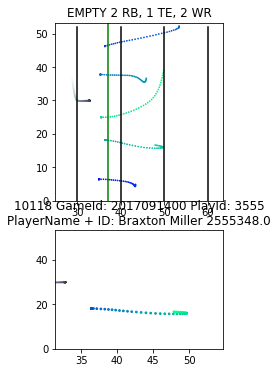 EMPTY 2 RB, 1 TE, 2 WR
50
40
30
20
10
0
30 40 50 60
10118 GameId: 2017091400 PlayId: 3555
PlayerName + ID: Braxton Miller 2555348.0
40
20
0
35 40 45 50